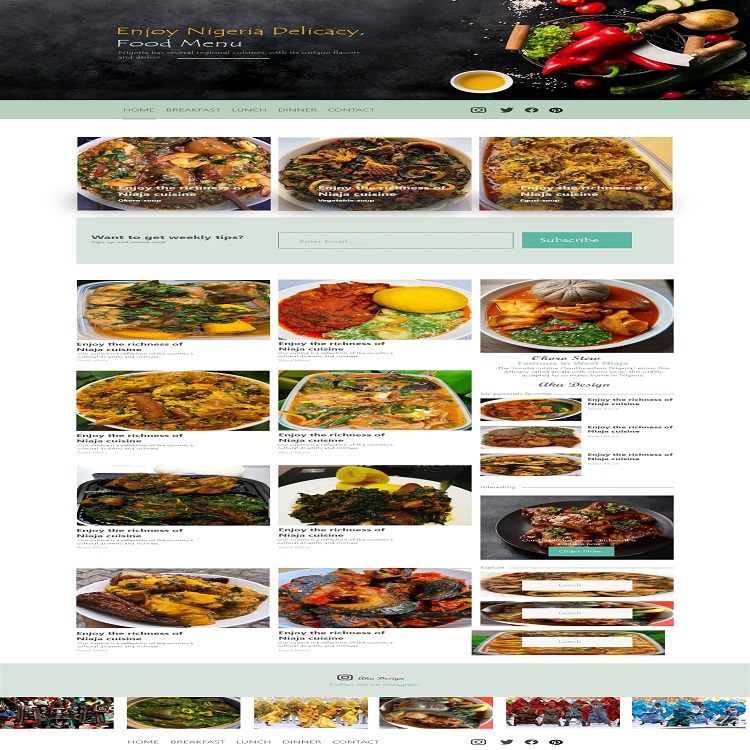 Enjoy Nigeria Delicacy,
Food Menu
Nigeria has several regional cuisines, with its unique flavors
and dishes
HOME BREAKFAST LUNCH DINNER CONTACT
Enjoy the richness of
Niaja cuisine
Okoro-soup
Enjoy the richness of
Niaja cuisine
Vegetable-soup
Enjoy the richness of
Niaja cuisine
Egusi-soup
Want to get weekly tips?
Sign up and
Enter Email . . .
Subscribe
Enjoy the richness of
Niaja cuisine
Our cuisine is a reflection of the country's
cultural diversity and richness.
Read More
Enjoy the richness of
Niaja cuisine
Our cuisine is a reflection of the country's
cultural diversity and richness.
Read More
Okoro Stew
Famous in West Niaja
The Yoruba cuisine (Southwestern Nigeria) enjoy this
delicacy called amala with okoro soup, this widely
accepted to so many home in Nigeria.
Aku Design
My personal favorites
Enjoy the richness of
Niaja cuisine
Read More
Enjoy the richness of
Niaja cuisine
Read More
Enjoy the richness of
Niaja cuisine
Read More
Enjoy the richness of
Niaja cuisine
Our cuisine is a reflection of the country's
cultural diversity and richness.
Read More
Enjoy the richness of
Niaja cuisine
Our cuisine is a reflection of the country's
cultural diversity and richness.
Read More
Interesting
Order Now
Enjoy the richness of
Niaja cuisine
Our cuisine is a reflection of the country's
cultural diversity and richness.
Read More
Enjoy the richness of
Niaja cuisine
Our cuisine is a reflection of the country's
cultural diversity and richness.
Read More
Explore
Lunch
Lunch
Lunch
Enjoy the richness of
Niaja cuisine
Our cuisine is a reflection of the country's
cultural diversity and richness.
Read More
Enjoy the richness of
Niaja cuisine
Our cuisine is a reflection of the country's
cultural diversity and richness.
Read More
Aku Design
Follow me on Instagram
HOME BREAKFAST LUNCH DINNER CONTACT